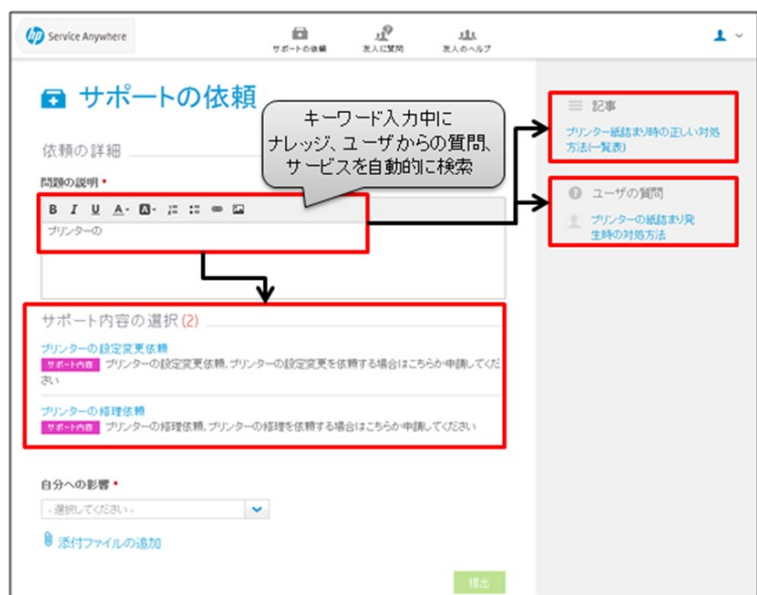 hp Service Anywhere
サポートの依頼
友人に質問
友人のヘルプ
サポートの依頼
キーワード入力中に
ナレッジ、ユーザからの質問、
サービスを自動的に検索
依頼の詳細
問題の説明 •
B I U A A
プリンターの
サポート内容の選択 (2)
プリンターの設定変更依頼
サポート内容 プリンターの設定変更依頼、プリンターの設定変更を依頼する場合はこちらか申請してくだ
さい
プリンターの修理依頼
サポート内容 プリンターの修理依頼、プリンターの修理を依頼する場合はこちらか申請してください
自分への影響 •
- 選択してください -
添付ファイルの追加
提出
記事
プリンター紙詰まり時の正しい対処
方法(一覧表)
ユーザの質問
プリンターの紙詰まり発
生時の対処方法